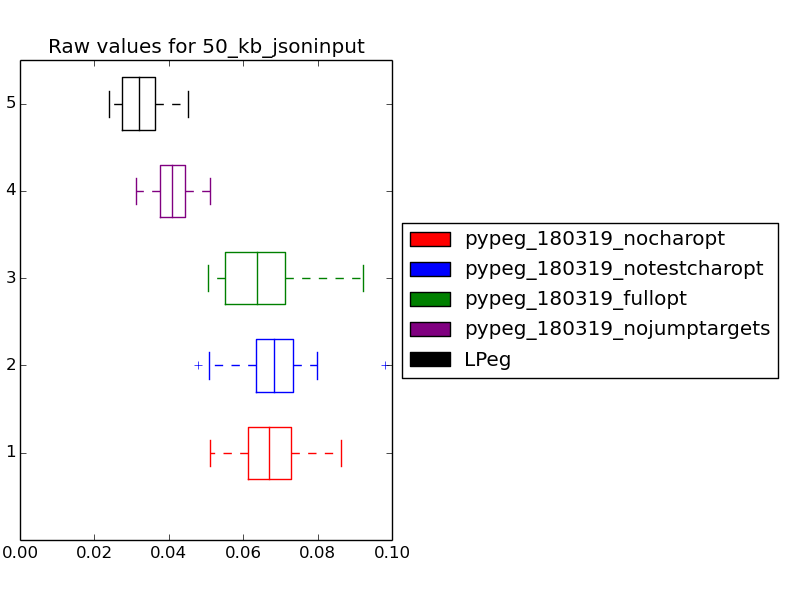 Raw values for 50_kb_jsoninput
5
4
3
2
1
0.00 0.02 0.04 0.06 0.08 0.10
pypeg_180319_nocharopt
pypeg_180319_notestcharopt
pypeg_180319_fullopt
pypeg_180319_nojumptargets
LPeg